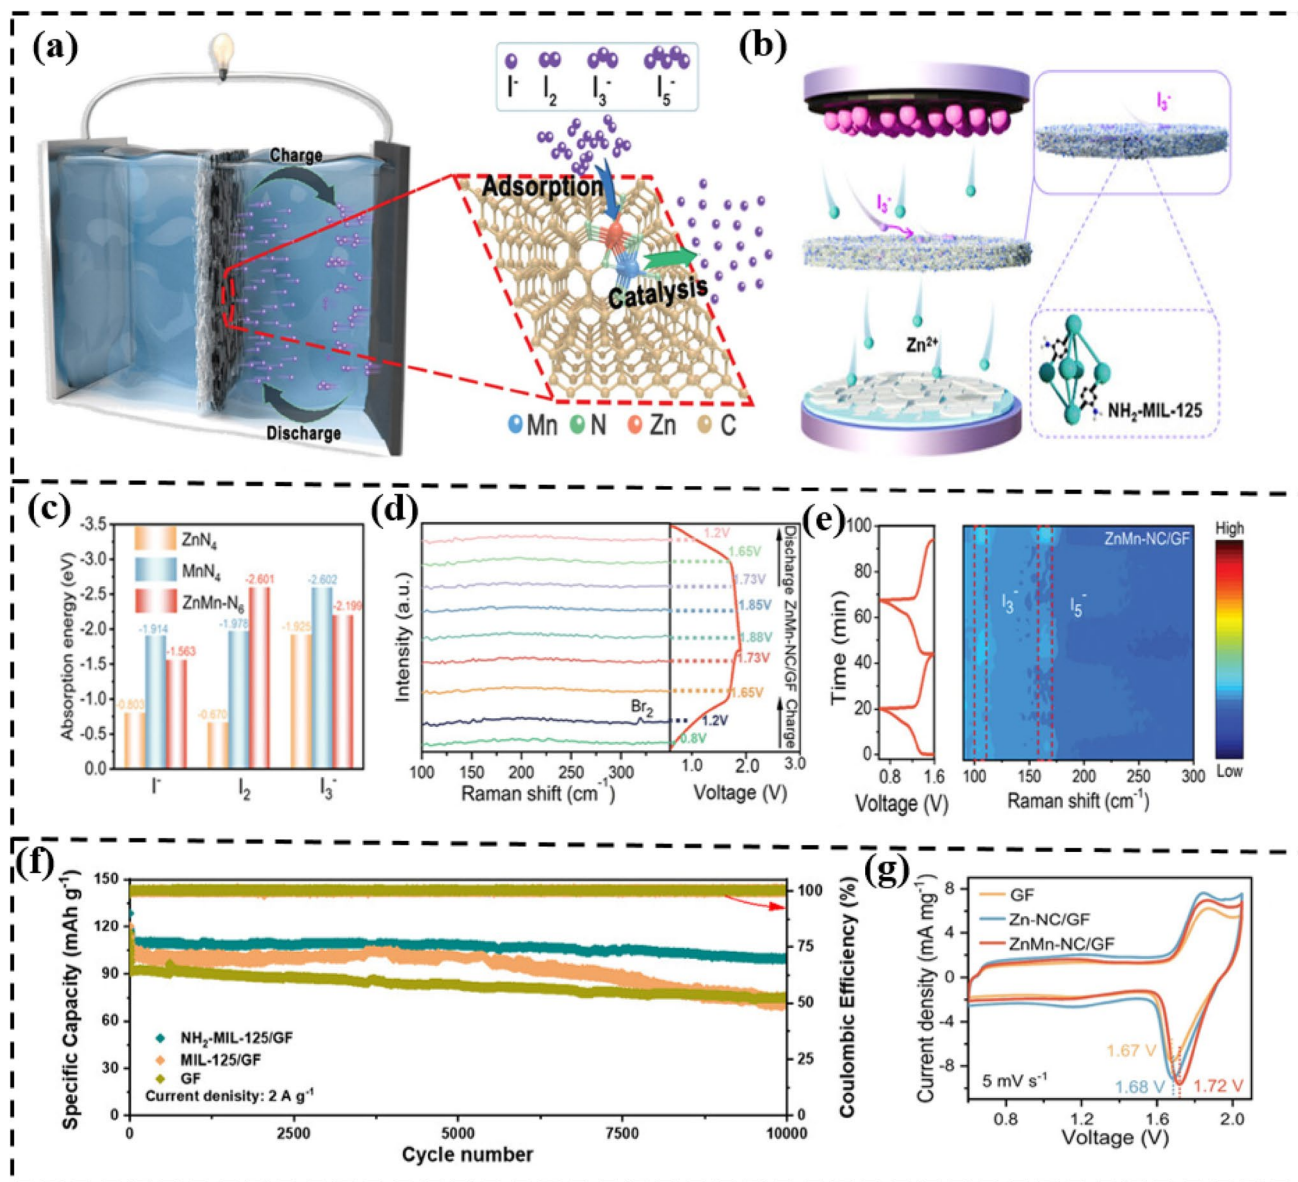 (a)
I⁻ I₂ I₃⁻ I₅⁻
Charge
Discharge
Adsorption
Catalysis
Mn N Zn C
(b)
I₃⁻
I₃⁻
Zn²⁺
NH₂-MIL-125
(c)
Absorption energy (eV)
-3.5
-3.0
-2.5
-2.0
-1.5
-1.0
-0.5
0.0
ZnN₄
MnN₄
ZnMn-N₆
-0.803
-1.914
-1.563
-0.670
-1.978
-2.601
-1.925
-2.602
-2.199
I⁻ I₂ I₃⁻
(d)
Intensity (a.u.)
Br₂
1.2V
1.65V
1.73V
1.85V
1.88V
1.73V
1.65V
1.2V
0.8V
Discharge ZnMn-NC/GF Charge
100 150 200 250 300 1.0 2.0 3.0
Raman shift (cm⁻¹) Voltage (V)
(e)
Time (min)
100
80
60
40
20
0
0.8 1.6
Voltage (V)
ZnMn-NC/GF
I₃⁻ I₅⁻
100 150 200 250 300
Raman shift (cm⁻¹)
High
Low
(f)
Specific Capacity (mAh g⁻¹)
150
120
90
60
30
0
NH₂-MIL-125/GF
MIL-125/GF
GF
Current denisity: 2 A g⁻¹
0 2500 5000 7500 10000
Cycle number
100
75
50
25
0
Coulombic Efficiency (%)
(g)
Current density (mA mg⁻¹)
8
4
0
-4
-8
GF
Zn-NC/GF
ZnMn-NC/GF
1.67 V
1.68 V 1.72 V
5 mV s⁻¹
0.8 1.2 1.6 2.0
Voltage (V)